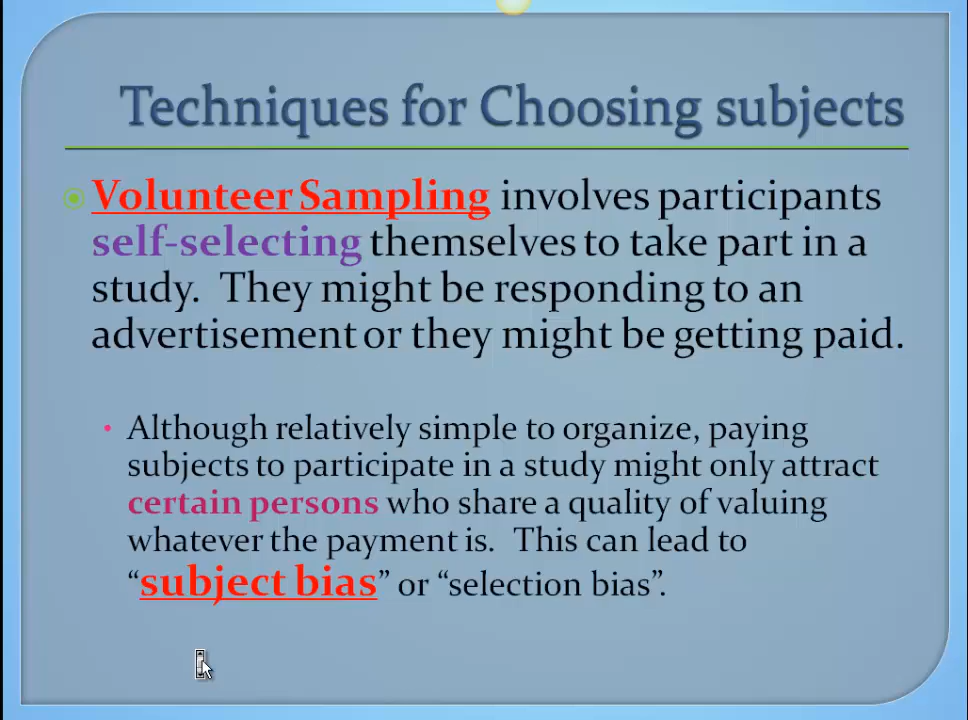 Techniques for Choosing subjects
Volunteer Sampling involves participants
self-selecting themselves to take part in a
study.  They might be responding to an
advertisement or they might be getting paid.
Although relatively simple to organize, paying
subjects to participate in a study might only attract
certain persons who share a quality of valuing
whatever the payment is.  This can lead to
“subject bias” or “selection bias”.